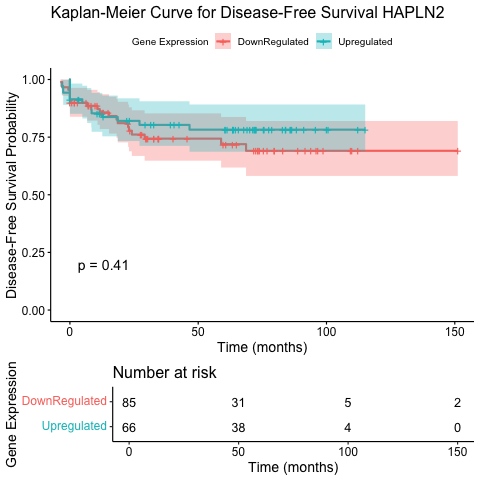 Kaplan-Meier Curve for Disease-Free Survival HAPLN2
Gene Expression DownRegulated Upregulated
Disease-Free Survival Probability
1.00
0.75
0.50
0.25
0.00
p = 0.41
0 50 100 150
Time (months)
Number at risk
Gene Expression
DownRegulated 85 31 5 2
Upregulated 66 38 4 0
0 50 100 150
Time (months)